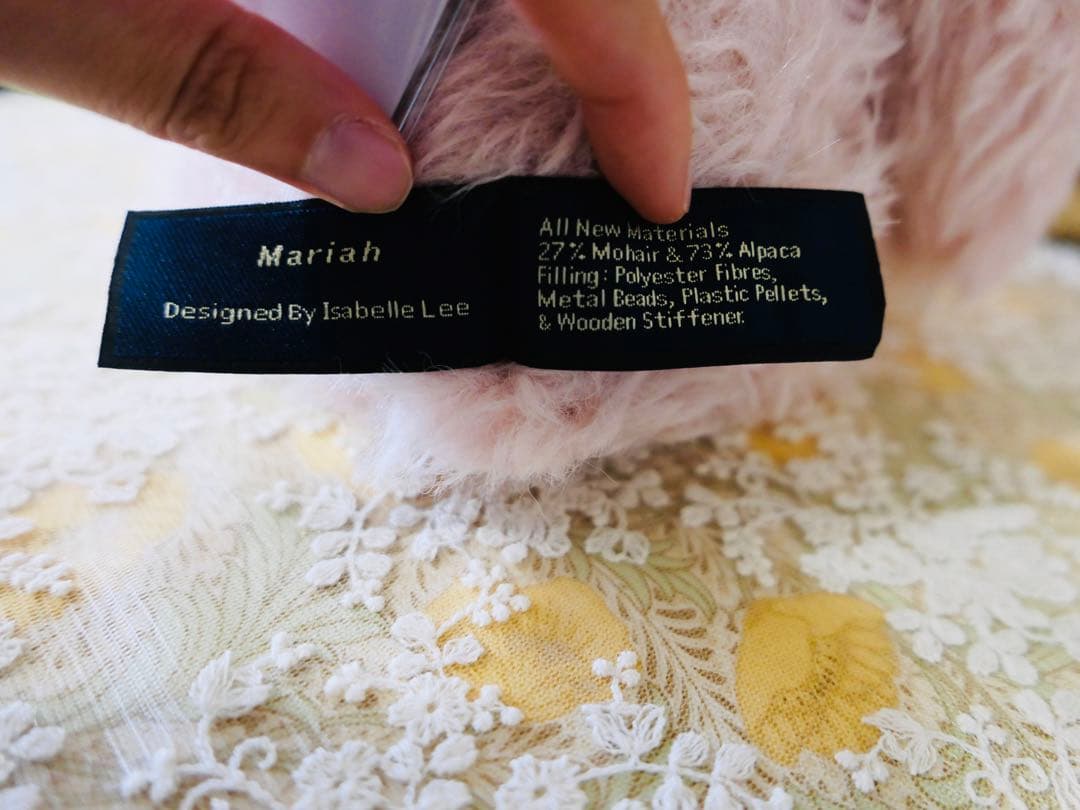 Mariah
Designed By Isabelle Lee
All New Materials
27% Mohair & 73% Alpaca
Filling: Polyester Fibres,
Metal Beads, Plastic Pellets,
& Wooden Stiffener.